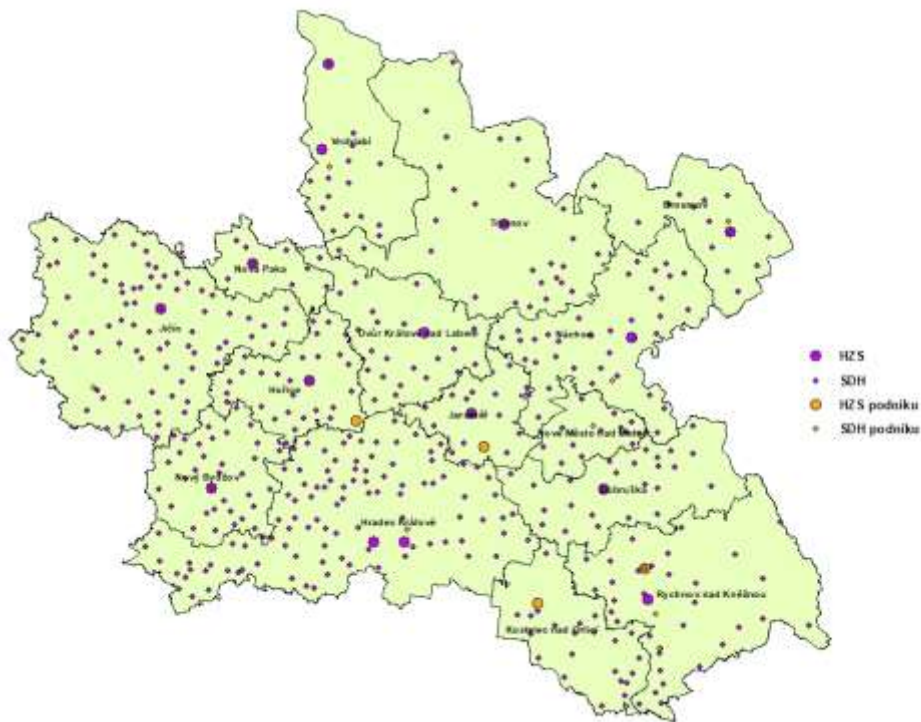 Vrchlabí
Trutnov
Broumov
Nová Paka
Jičín
Dvůr Králové nad Labem
Náchod
Hořice
Jaroměř
Nové Město nad Metují
Nový Bydžov
Dobruška
Hradec Králové
Rychnov nad Kněžnou
Kostelec nad Orlicí
HZS
SDH
HZS podniku
SDH podniku